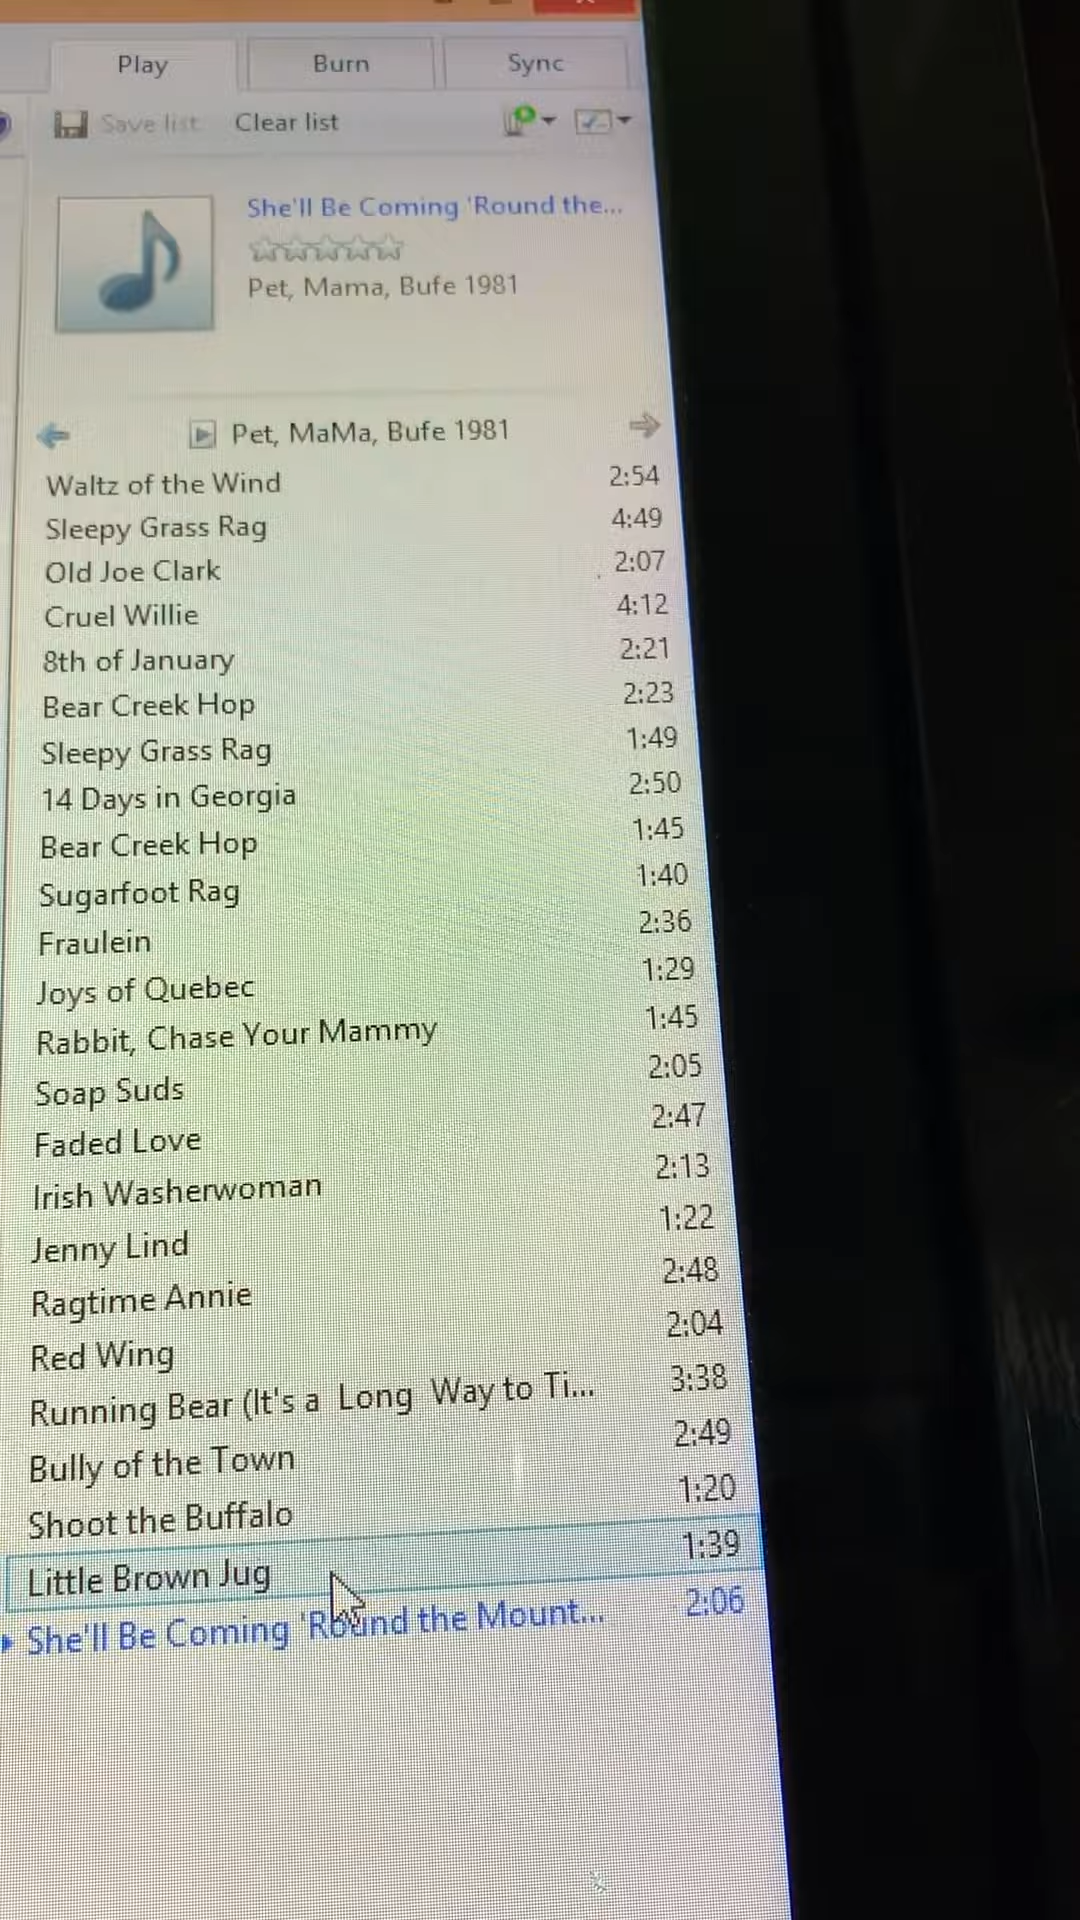 Play Burn Sync
Save list Clear list
She'll Be Coming 'Round the...
Pet, Mama, Bufe 1981
Pet, MaMa, Bufe 1981
Waltz of the Wind 2:54
Sleepy Grass Rag 4:49
Old Joe Clark 2:07
Cruel Willie 4:12
8th of January 2:21
Bear Creek Hop 2:23
Sleepy Grass Rag 1:49
14 Days in Georgia 2:50
Bear Creek Hop 1:45
Sugarfoot Rag 1:40
Fraulein 2:36
Joys of Quebec 1:29
Rabbit, Chase Your Mammy 1:45
Soap Suds 2:05
Faded Love 2:47
Irish Washerwoman 2:13
Jenny Lind 1:22
Ragtime Annie 2:48
Red Wing 2:04
Running Bear (It's a Long Way to Ti... 3:38
Bully of the Town 2:49
Shoot the Buffalo 1:20
Little Brown Jug 1:39
She'll Be Coming 'Round the Mount... 2:06